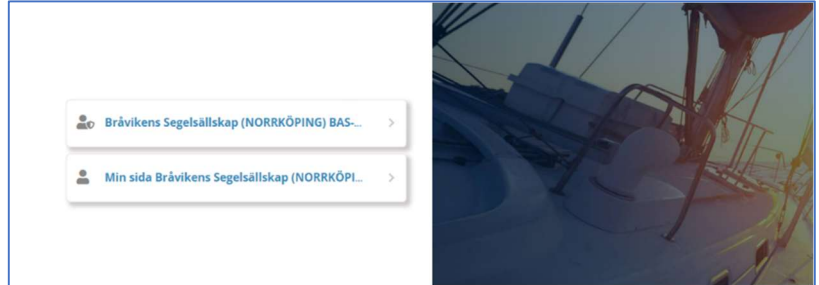 Bråvikens Segelsällskap (NORRKÖPING) BAS-...
Min sida Bråvikens Segelsällskap (NORRKÖPI...